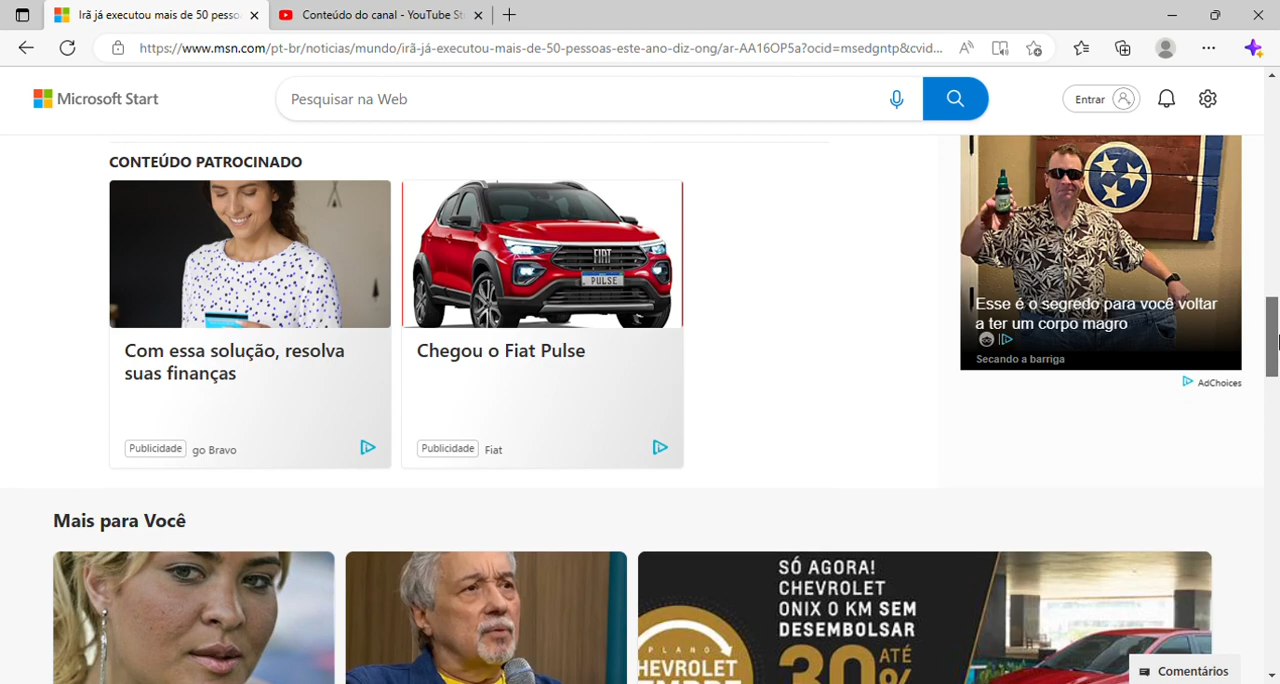 Irã já executou mais de 50 pesso
Conteúdo do canal - YouTube St
https://www.msn.com/pt-br/noticias/mundo/irã-já-executou-mais-de-50-pessoas-este-ano-diz-ong/ar-AA16OP5a?ocid=msedgntp&cvid...
Microsoft Start
Pesquisar na Web
Entrar
CONTEÚDO PATROCINADO
Com essa solução, resolva
suas finanças
Publicidade go Bravo
FIAT
PULSE
Chegou o Fiat Pulse
Publicidade Fiat
Esse é o segredo para você voltar
a ter um corpo magro
Secando a barriga
AdChoices
Mais para Você
SÓ AGORA!
CHEVROLET
ONIX 0 KM SEM
DESEMBOLSAR
ATÉ
30%
PLANO
CHEVROLET
Comentários